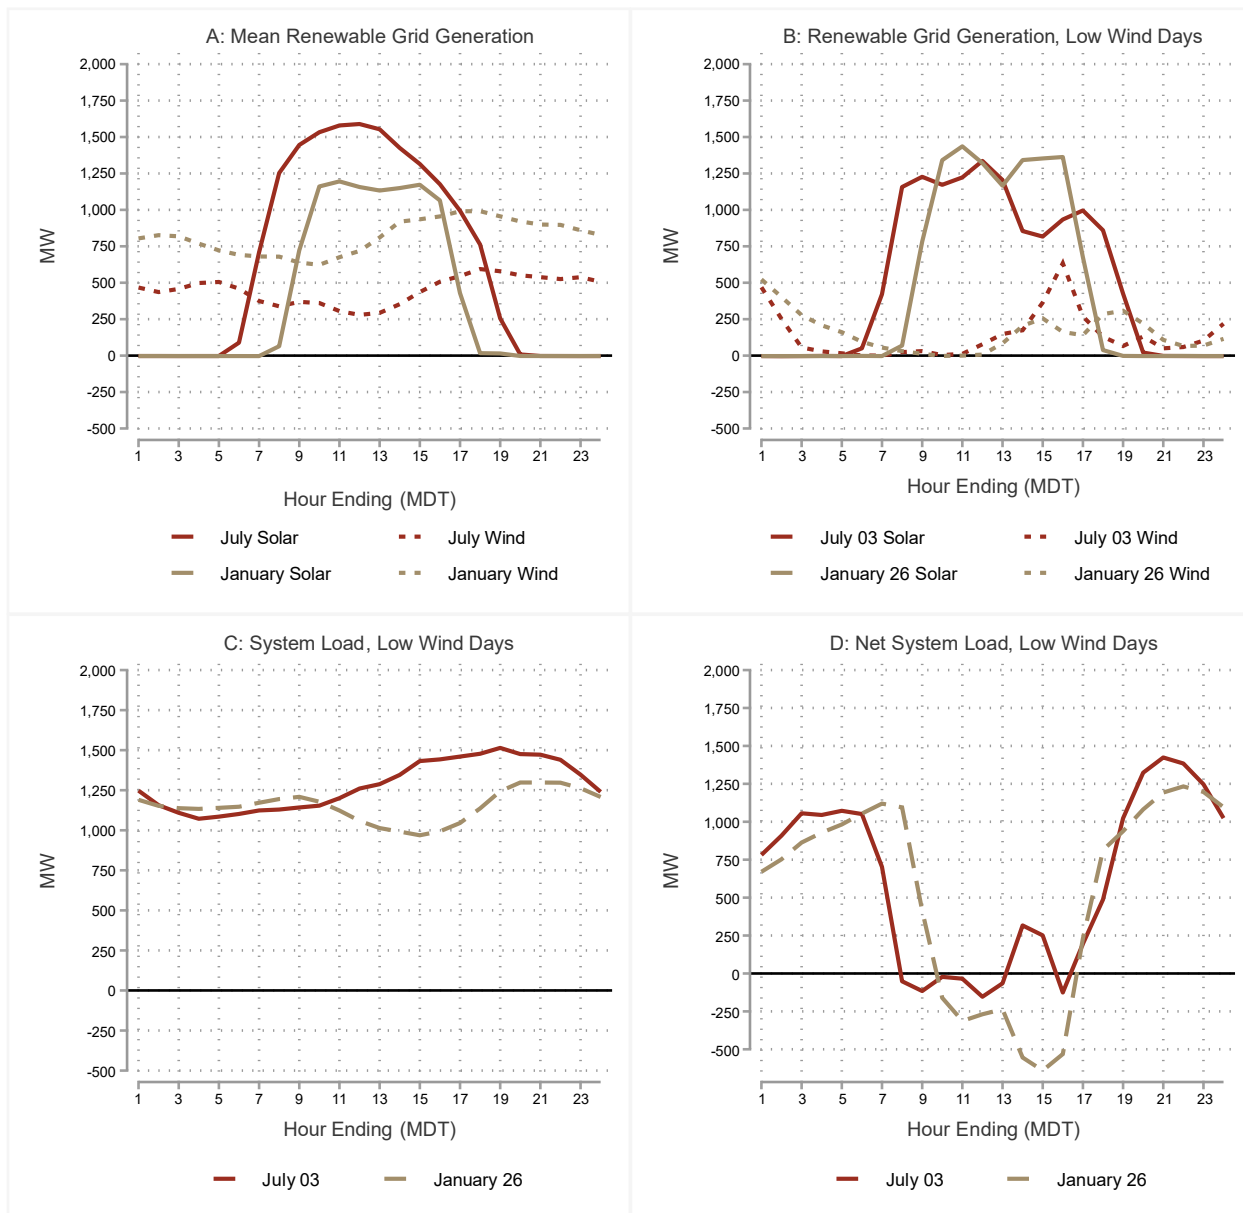 A: Mean Renewable Grid Generation
2,000
1,750
1,500
1,250
1,000
750
500
250
0
-250
-500
MW
1 3 5 7 9 11 13 15 17 19 21 23
Hour Ending (MDT)
July Solar July Wind
January Solar January Wind
B: Renewable Grid Generation, Low Wind Days
2,000
1,750
1,500
1,250
1,000
750
500
250
0
-250
-500
MW
1 3 5 7 9 11 13 15 17 19 21 23
Hour Ending (MDT)
July 03 Solar July 03 Wind
January 26 Solar January 26 Wind
C: System Load, Low Wind Days
2,000
1,750
1,500
1,250
1,000
750
500
250
0
-250
-500
MW
1 3 5 7 9 11 13 15 17 19 21 23
Hour Ending (MDT)
July 03 January 26
D: Net System Load, Low Wind Days
2,000
1,750
1,500
1,250
1,000
750
500
250
0
-250
-500
MW
1 3 5 7 9 11 13 15 17 19 21 23
Hour Ending (MDT)
July 03 January 26